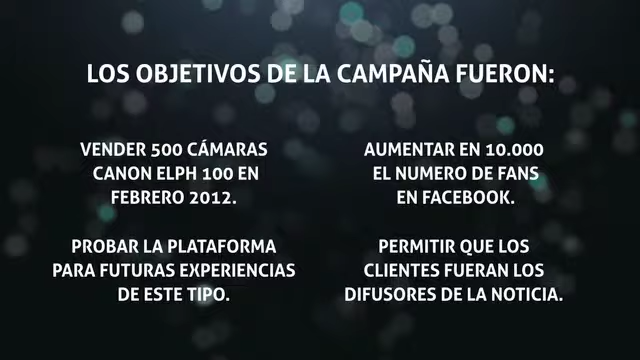 LOS OBJETIVOS DE LA CAMPAÑA FUERON:
VENDER 500 CÁMARAS
CANON ELPH 100 EN
FEBRERO 2012.
AUMENTAR EN 10.000
EL NUMERO DE FANS
EN FACEBOOK.
PROBAR LA PLATAFORMA
PARA FUTURAS EXPERIENCIAS
DE ESTE TIPO.
PERMITIR QUE LOS
CLIENTES FUERAN LOS
DIFUSORES DE LA NOTICIA.